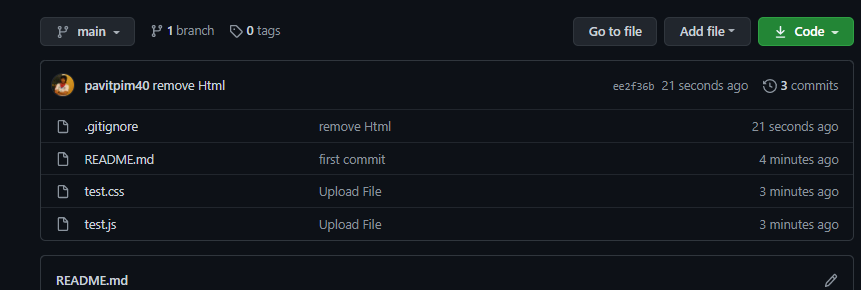 main 1 branch 0 tags Go to file Add file Code
pavitpim40 remove Html ee2f36b 21 seconds ago 3 commits
.gitignore remove Html 21 seconds ago
README.md first commit 4 minutes ago
test.css Upload File 3 minutes ago
test.js Upload File 3 minutes ago
README.md